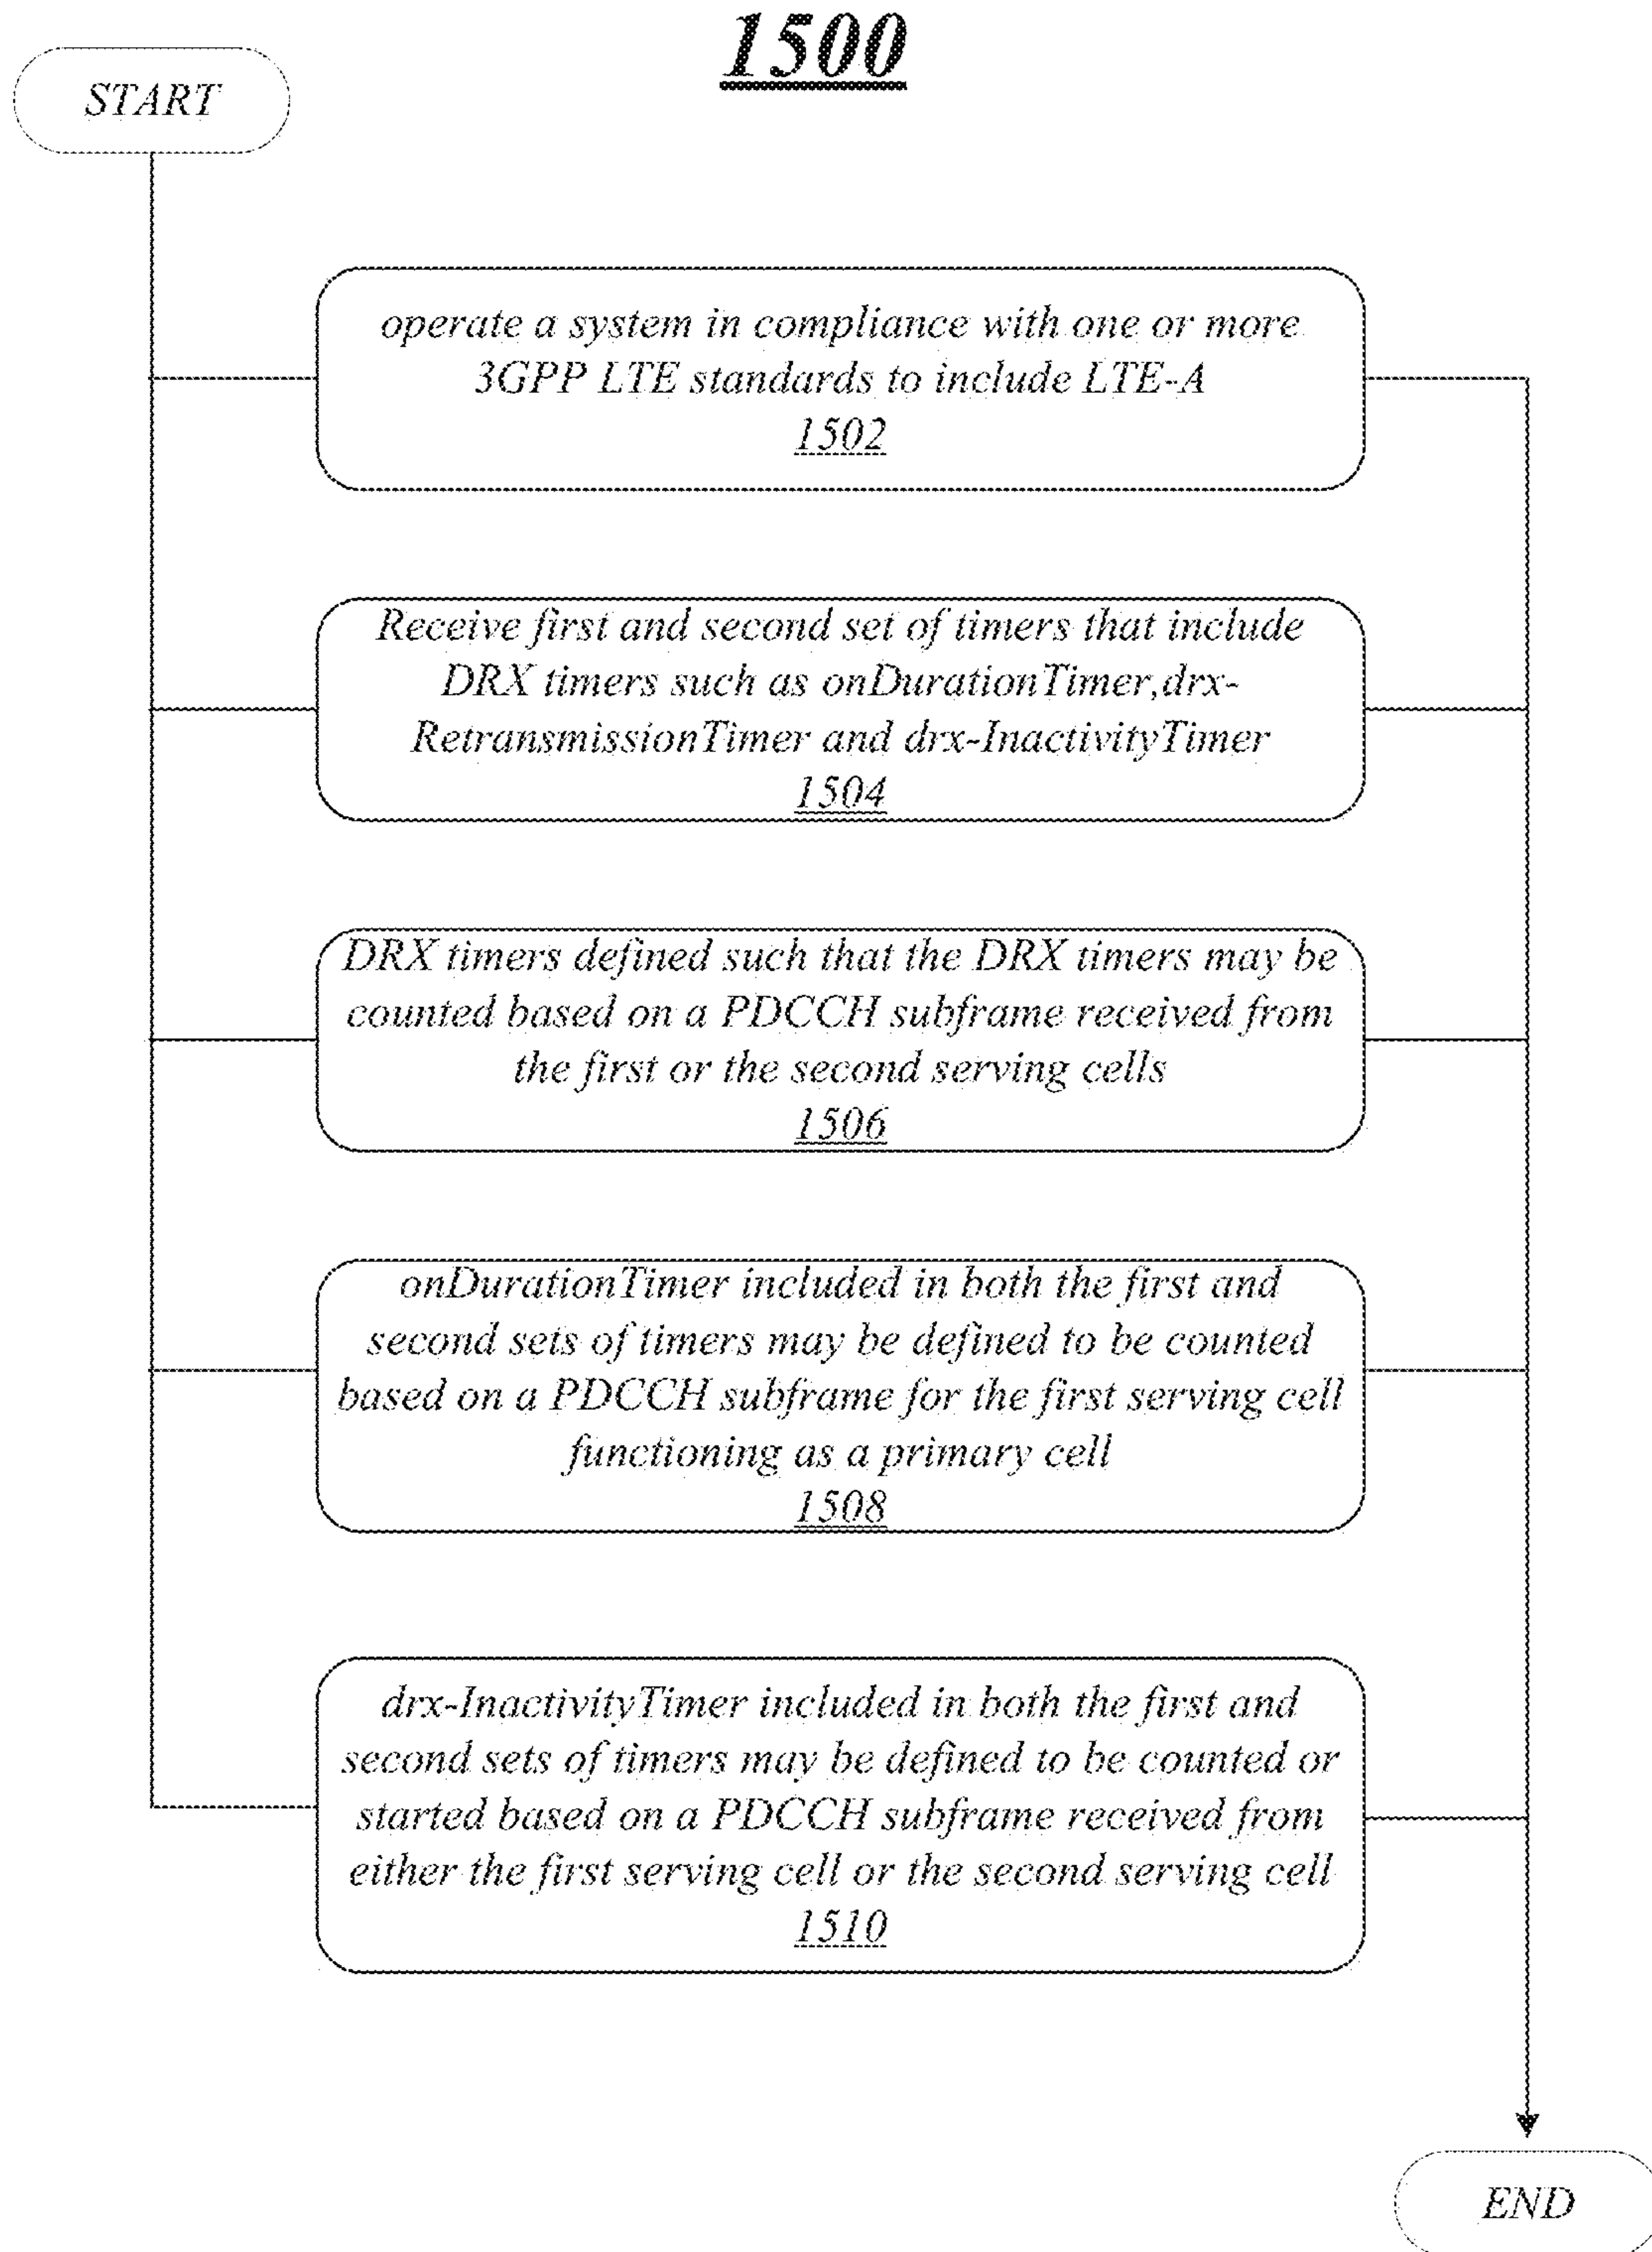 1500
START
operate a system in compliance with one or more
3GPP LTE standards to include LTE-A
1502
Receive first and second set of timers that include
DRX timers such as onDurationTimer,drx-
RetransmissionTimer and drx-InactivityTimer
1504
DRX timers defined such that the DRX timers may be
counted based on a PDCCH subframe received from
the first or the second serving cells
1506
onDurationTimer included in both the first and
second sets of timers may be defined to be counted
based on a PDCCH subframe for the first serving cell
functioning as a primary cell
1508
drx-InactivityTimer included in both the first and
second sets of timers may be defined to be counted or
started based on a PDCCH subframe received from
either the first serving cell or the second serving cell
1510
END